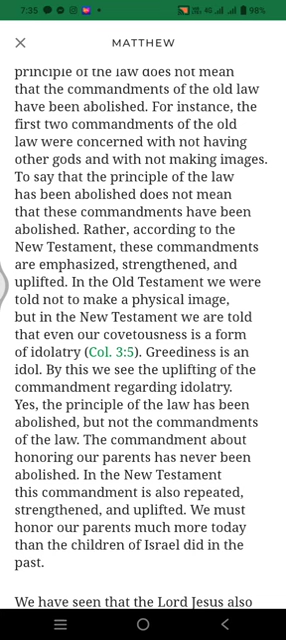 7:35
98%
MATTHEW
principle of the law does not mean
that the commandments of the old law
have been abolished. For instance, the
first two commandments of the old
law were concerned with not having
other gods and with not making images.
To say that the principle of the law
has been abolished does not mean
that these commandments have been
abolished. Rather, according to the
New Testament, these commandments
are emphasized, strengthened, and
uplifted. In the Old Testament we were
told not to make a physical image,
but in the New Testament we are told
that even our covetousness is a form
of idolatry (Col. 3:5). Greediness is an
idol. By this we see the uplifting of the
commandment regarding idolatry.
Yes, the principle of the law has been
abolished, but not the commandments
of the law. The commandment about
honoring our parents has never been
abolished. In the New Testament
this commandment is also repeated,
strengthened, and uplifted. We must
honor our parents much more today
than the children of Israel did in the
past.
We have seen that the Lord Jesus also